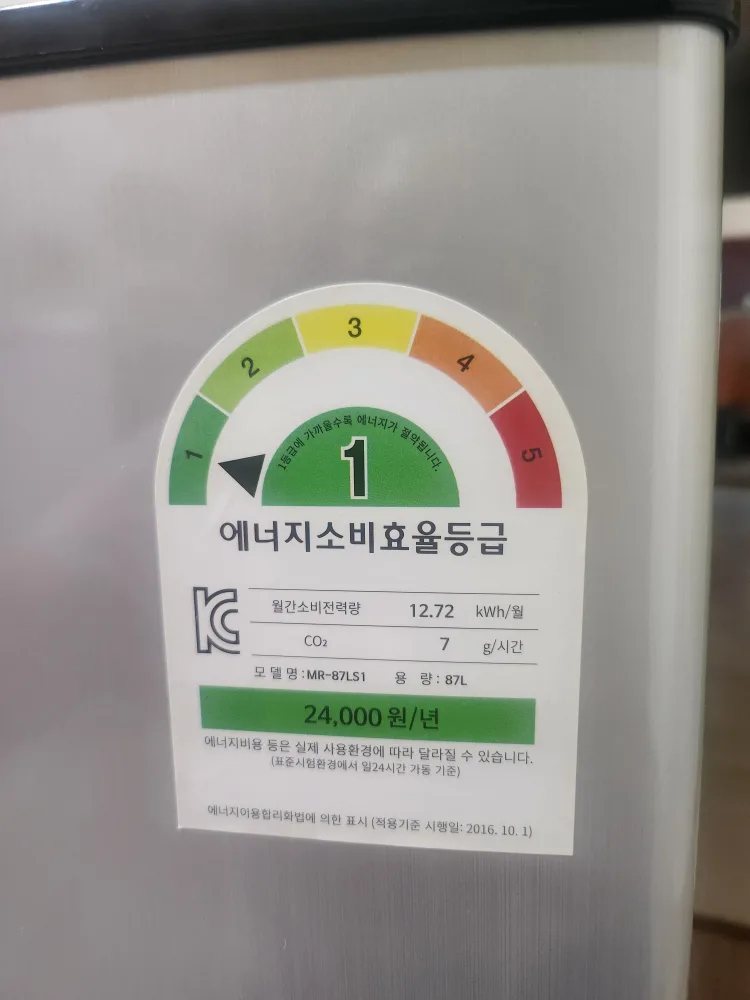 1
2
3
4
5
1등급에 가까울수록 에너지가 절약됩니다.
1
에너지소비효율등급
월간소비전력량 12.72 kWh/월
CO₂ 7 g/시간
모델명:MR-87LS1 용 량: 87L
24,000원/년
에너지비용 등은 실제 사용환경에 따라 달라질 수 있습니다.
(표준시험환경에서 일24시간 가동 기준)
에너지이용합리화법에 의한 표시 (적용기준 시행일: 2016. 10. 1)